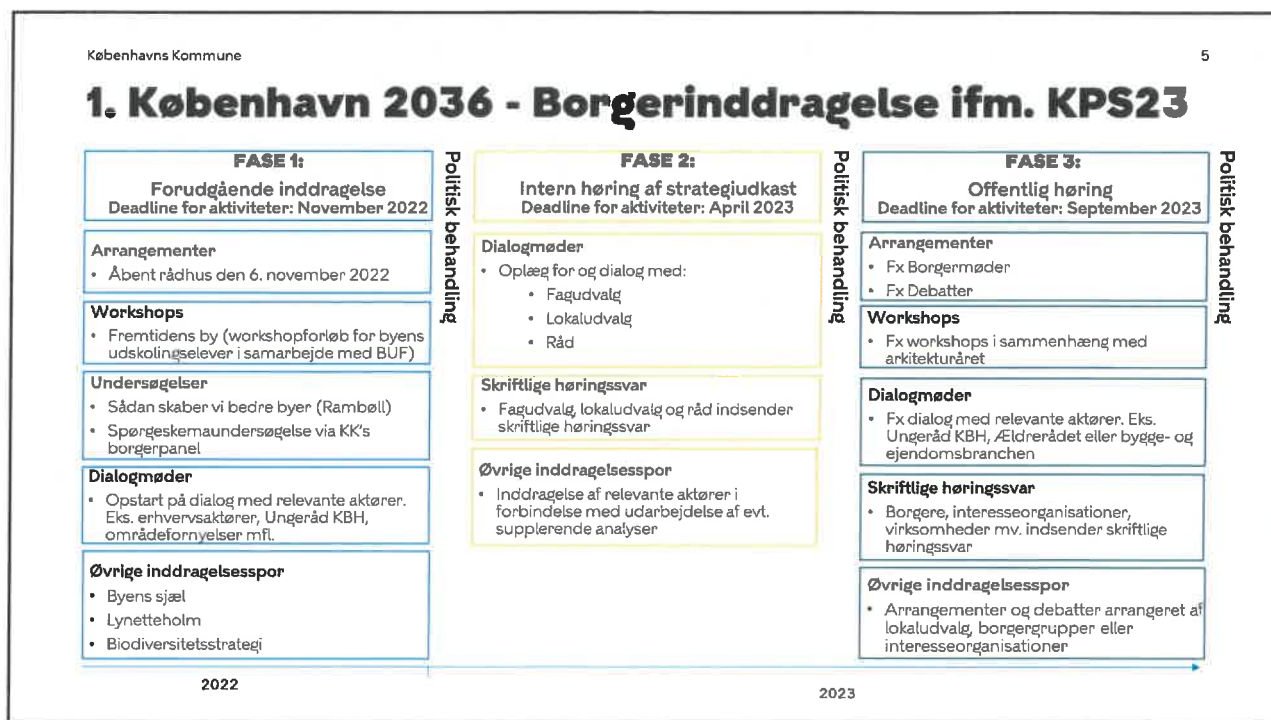 Københavns Kommune
5
1. København 2036 - Borgerinddragelse ifm. KPS23
FASE 1:
Forudgående inddragelse
Deadline for aktiviteter: November 2022
Arrangementer
• Åbent rådhus den 6. november 2022
Workshops
• Fremtidens by (workshopforløb for byens
udskolingselever i samarbejde med BUF)
Undersøgelser
• Sådan skaber vi bedre byer (Rambøll)
• Spørgeskemaundersøgelse via KK's
borgerpanel
Dialogmøder
• Opstart på dialog med relevante aktører.
Eks. erhvervsaktører, Ungeråd KBH,
områdefornyelser mfl.
Øvrige inddragelsesspor
• Byens sjæl
• Lynetteholm
• Biodiversitetsstrategi
Politisk behandling
FASE 2:
Intern høring af strategiudkast
Deadline for aktiviteter: April 2023
Dialogmøder
• Oplæg for og dialog med:
• Fagudvalg
• Lokaludvalg
• Råd
Skriftlige høringssvar
• Fagudvalg, lokaludvalg og råd indsender
skriftlige høringssvar
Øvrige inddragelsesspor
• Inddragelse af relevante aktører i
forbindelse med udarbejdelse af evt.
supplerende analyser
Politisk behandling
FASE 3:
Offentlig høring
Deadline for aktiviteter: September 2023
Arrangementer
• Fx Borgermøder
• Fx Debatter
Workshops
• Fx workshops i sammenhæng med
arkitekturåret
Dialogmøder
• Fx dialog med relevante aktører. Eks.
Ungeråd KBH, Ældrerådet eller bygge- og
ejendomsbranchen
Skriftlige høringssvar
• Borgere, interesseorganisationer,
virksomheder mv. indsender skriftlige
høringssvar
Øvrige inddragelsesspor
• Arrangementer og debatter arrangeret af
lokaludvalg, borgergrupper eller
interesseorganisationer
Politisk behandling
2022
2023